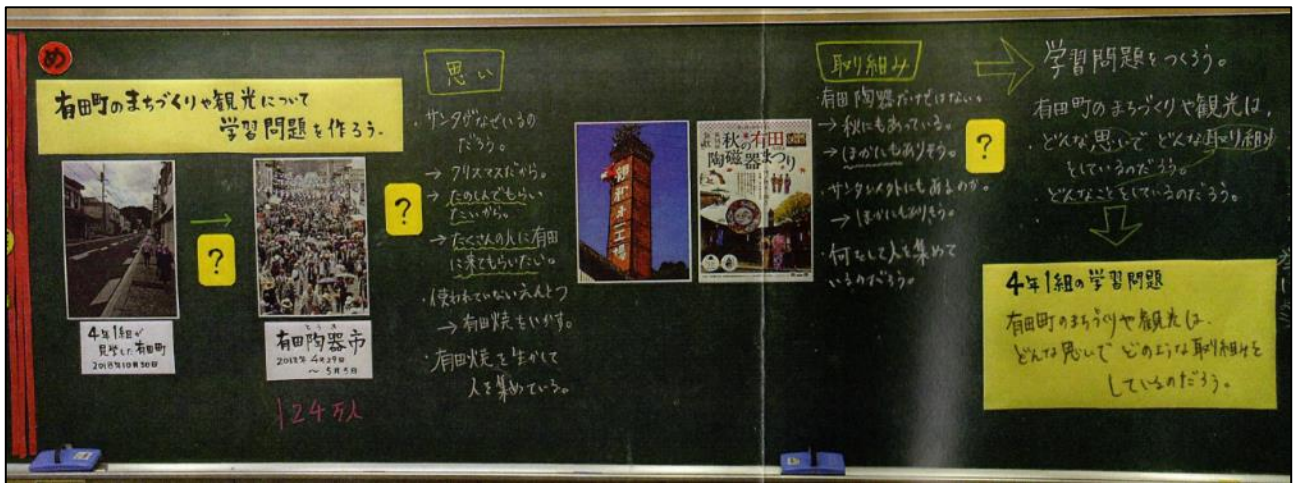 め
有田町のまちづくりや観光について
学習問題を作ろう。
?
4年1組が
見学した有田町
2018年10月30日
とうき
有田陶器市
2018年4月29日
～5月5日
124万人
?
思い
・サンタがなぜいるの
だろう。
→クリスマスだから。
→たのしんでもらい
たいから。
→たくさんの人に有田
に来てもらいたい。
・使われていないえんとつ
→有田焼をいかす。
・有田焼を生かして
人を集めている。
秋の有田
陶磁器まつり
取り組み
有田陶器だけではない。
→秋にもあっている。
→ほかにもありそう。
・サンタ以外にもあるのか。
→ほかにもありそう。
・何をして人を集めて
いるのだろう。
?
学習問題をつくろう。
有田町のまちづくりや観光は、
・どんな思いで どんな取り組み
をしているのだろう。
・どんなことをしているのだろう。
4年1組の学習問題
有田町のまちづくりや観光は、
どんな思いで どのような取り組みを
しているのだろう。